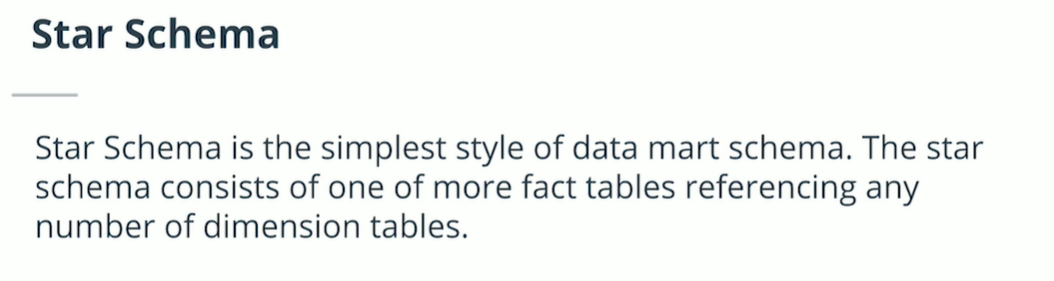 Star Schema
Star Schema is the simplest style of data mart schema. The star
schema consists of one of more fact tables referencing any
number of dimension tables.